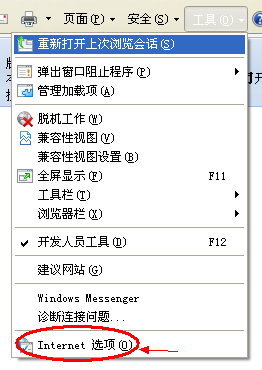 页面(P) 安全(S) 工具(O)
重新打开上次浏览会话(S)
弹出窗口阻止程序(P)
管理加载项(A)
脱机工作(W)
兼容性视图(V)
兼容性视图设置(B)
全屏显示(F) F11
工具栏(T)
浏览器栏(X)
开发人员工具(D) F12
建议网站(G)
Windows Messenger
诊断连接问题...
Internet 选项(O)